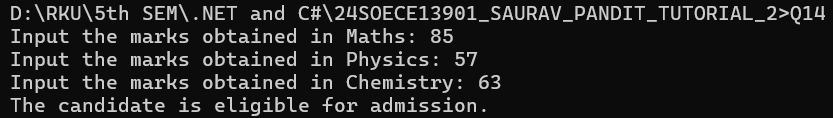 D:\RKU\5th SEM\.NET and C#\24SOECE13901_SAURAV_PANDIT_TUTORIAL_2>Q14
Input the marks obtained in Maths: 85
Input the marks obtained in Physics: 57
Input the marks obtained in Chemistry: 63
The candidate is eligible for admission.